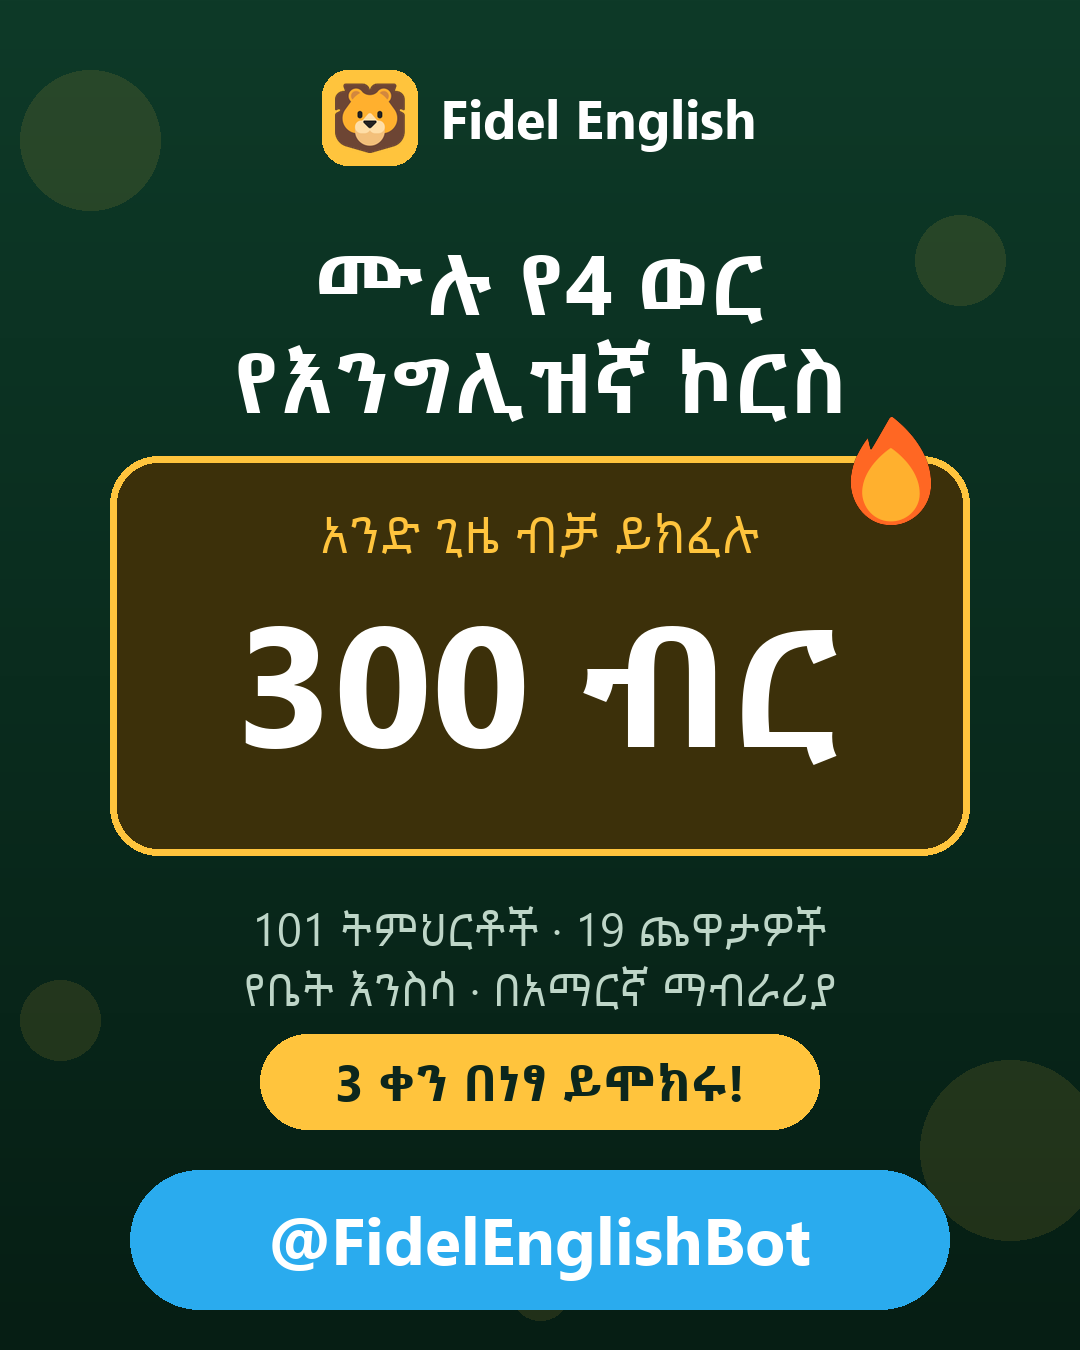 Fidel English
ሙሉ የ4 ወር
የእንግሊዝኛ ኮርስ
አንድ ጊዜ ብቻ ይክፈሉ
300 ብር
101 ትምህርቶች · 19 ጨዋታዎች
የቤት እንስሳ · በአማርኛ ማብራሪያ
3 ቀን በነፃ ይሞክሩ!
@FidelEnglishBot